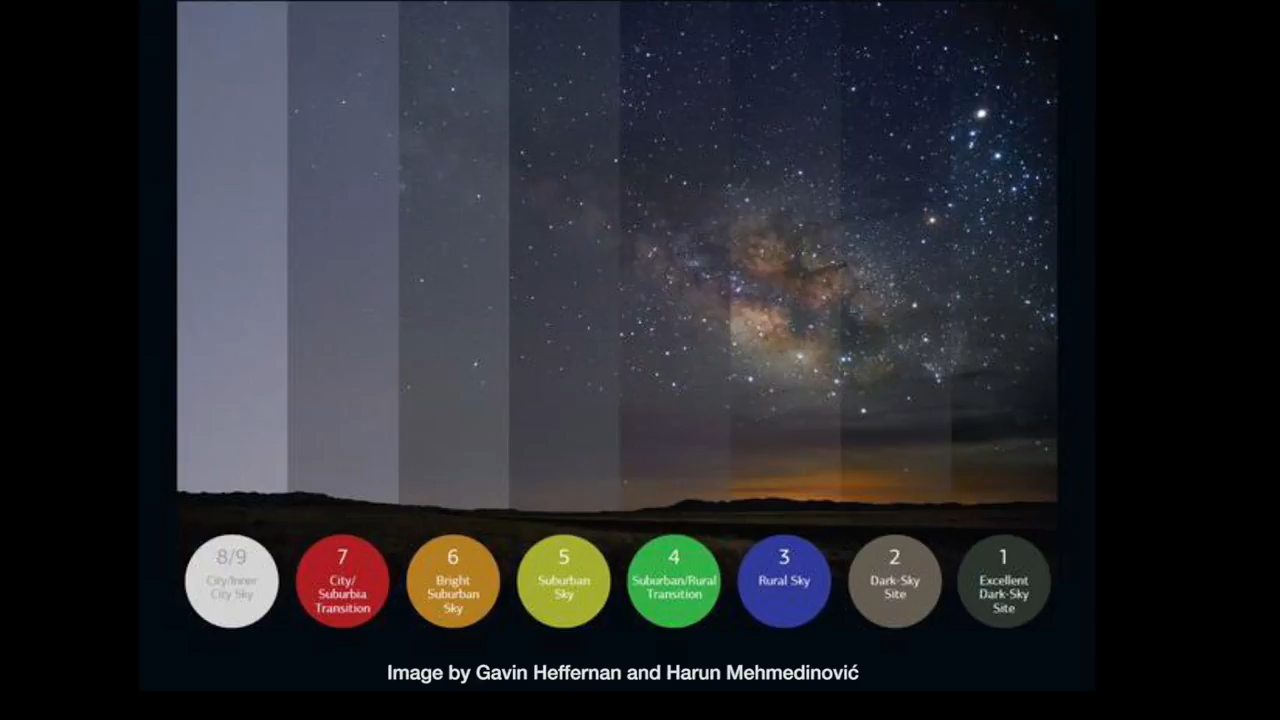 8/9
City/Inner
City Sky
7
City/
Suburbia
Transition
6
Bright
Suburban
Sky
5
Suburban
Sky
4
Suburban/Rural
Transition
3
Rural Sky
2
Dark-Sky
Site
1
Excellent
Dark-Sky
Site
Image by Gavin Heffernan and Harun Mehmedinović